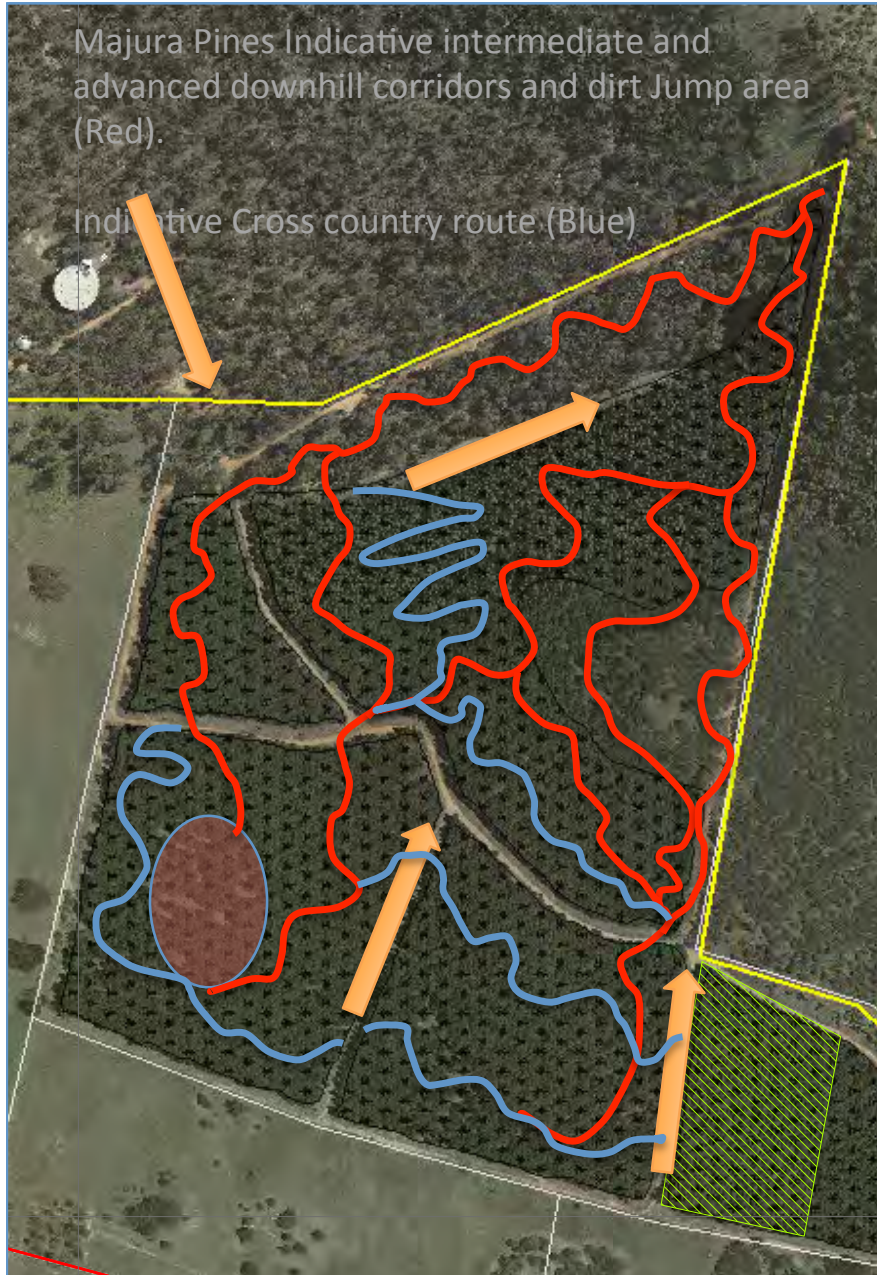 Majura Pines Indicative intermediate and
advanced downhill corridors and dirt Jump area
(Red).
Indicative Cross country route (Blue)